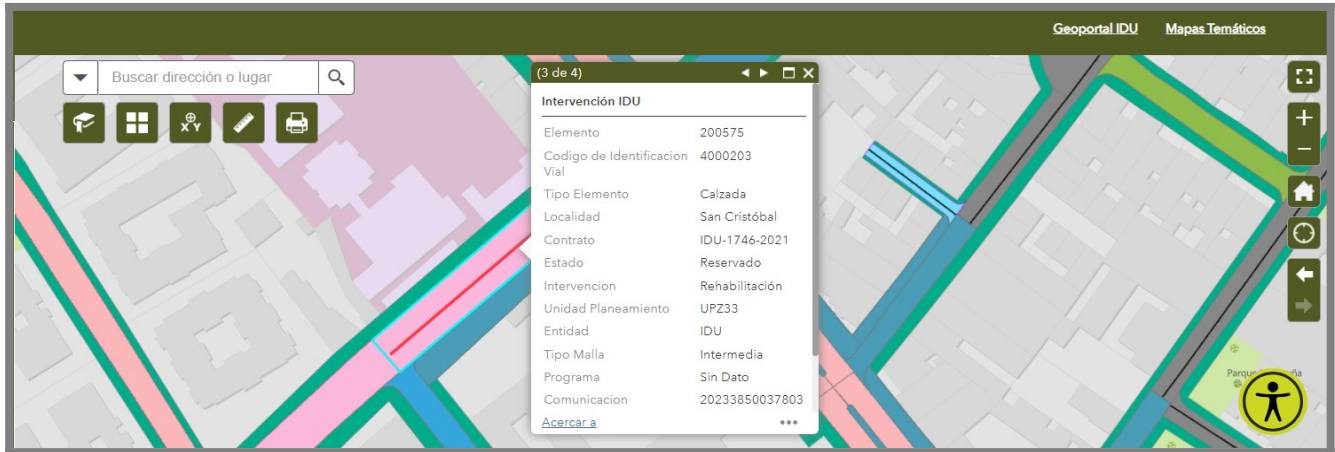 Geoportal IDU Mapas Temáticos
Buscar dirección o lugar
X Y
(3 de 4)
Intervención IDU
Elemento 200575
Codigo de Identificacion 4000203
Vial
Tipo Elemento Calzada
Localidad San Cristóbal
Contrato IDU-1746-2021
Estado Reservado
Intervencion Rehabilitación
Unidad Planeamiento UPZ33
Entidad IDU
Tipo Malla Intermedia
Programa Sin Dato
Comunicacion 20233850037803
Acercar a